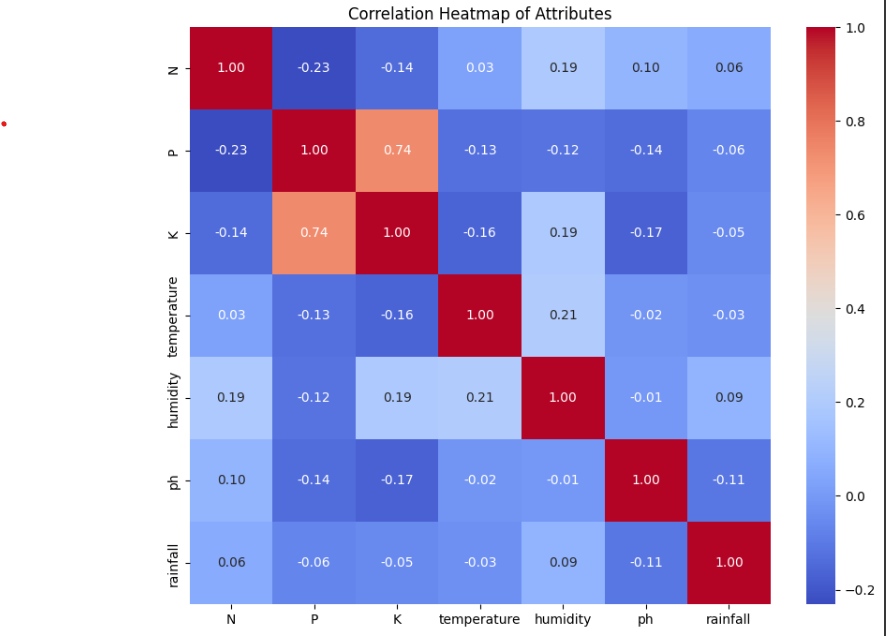 Correlation Heatmap of Attributes
N 1.00 -0.23 -0.14 0.03 0.19 0.10 0.06
P -0.23 1.00 0.74 -0.13 -0.12 -0.14 -0.06
K -0.14 0.74 1.00 -0.16 0.19 -0.17 -0.05
temperature 0.03 -0.13 -0.16 1.00 0.21 -0.02 -0.03
humidity 0.19 -0.12 0.19 0.21 1.00 -0.01 0.09
ph 0.10 -0.14 -0.17 -0.02 -0.01 1.00 -0.11
rainfall 0.06 -0.06 -0.05 -0.03 0.09 -0.11 1.00
N P K temperature humidity ph rainfall
1.0
0.8
0.6
0.4
0.2
0.0
−0.2